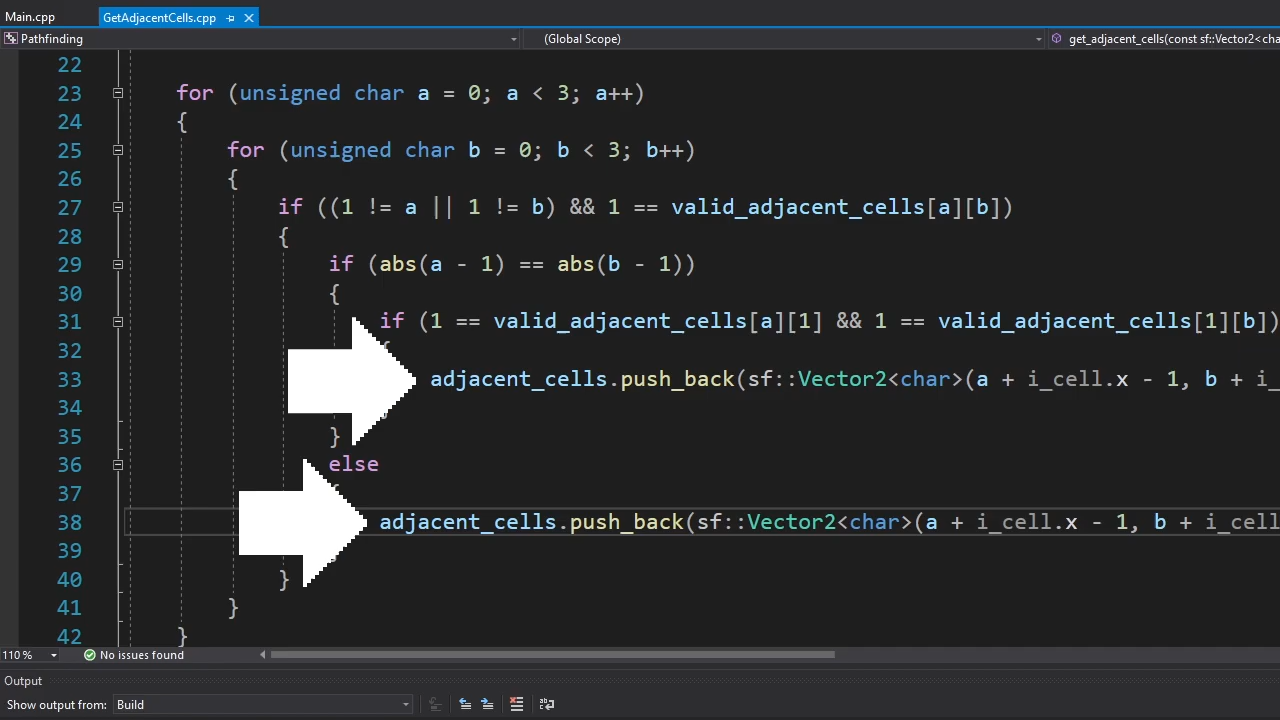 Main.cpp GetAdjacentCells.cpp
Pathfinding (Global Scope) get_adjacent_cells(const sf::Vector2<cha
22
23 for (unsigned char a = 0; a < 3; a++)
24 {
25 for (unsigned char b = 0; b < 3; b++)
26 {
27 if ((1 != a || 1 != b) && 1 == valid_adjacent_cells[a][b])
28 {
29 if (abs(a - 1) == abs(b - 1))
30 {
31 if (1 == valid_adjacent_cells[a][1] && 1 == valid_adjacent_cells[1][b])
32 {
33 adjacent_cells.push_back(sf::Vector2<char>(a + i_cell.x - 1, b + i_
34 }
35 }
36 else
37 {
38 adjacent_cells.push_back(sf::Vector2<char>(a + i_cell.x - 1, b + i_cell
39
40 }
41 }
42 }
110 % No issues found
Output
Show output from: Build